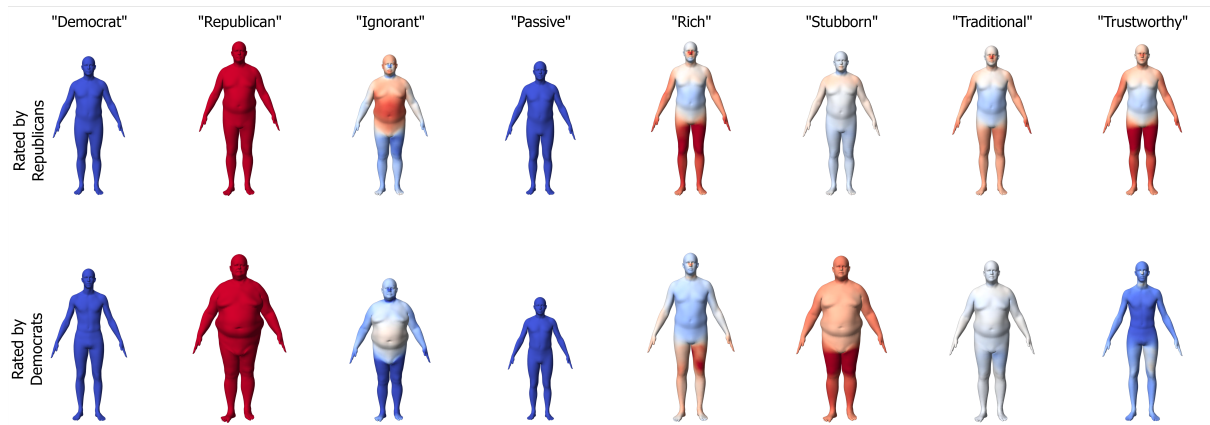 "Democrat" "Republican" "Ignorant" "Passive" "Rich" "Stubborn" "Traditional" "Trustworthy"
Rated by
Republicans
Rated by
Democrats